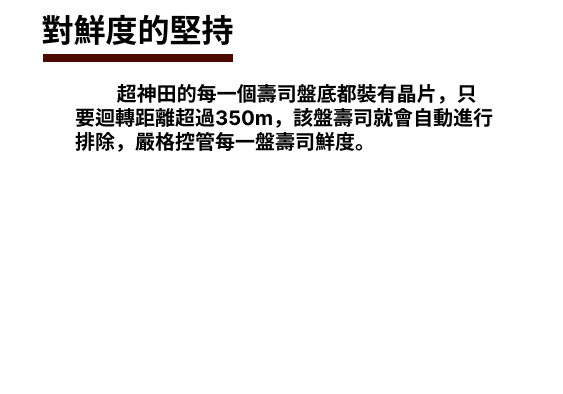 對鮮度的堅持
超神田的每一個壽司盤底都裝有晶片，只
要迴轉距離超過350m，該盤壽司就會自動進行
排除，嚴格控管每一盤壽司鮮度。